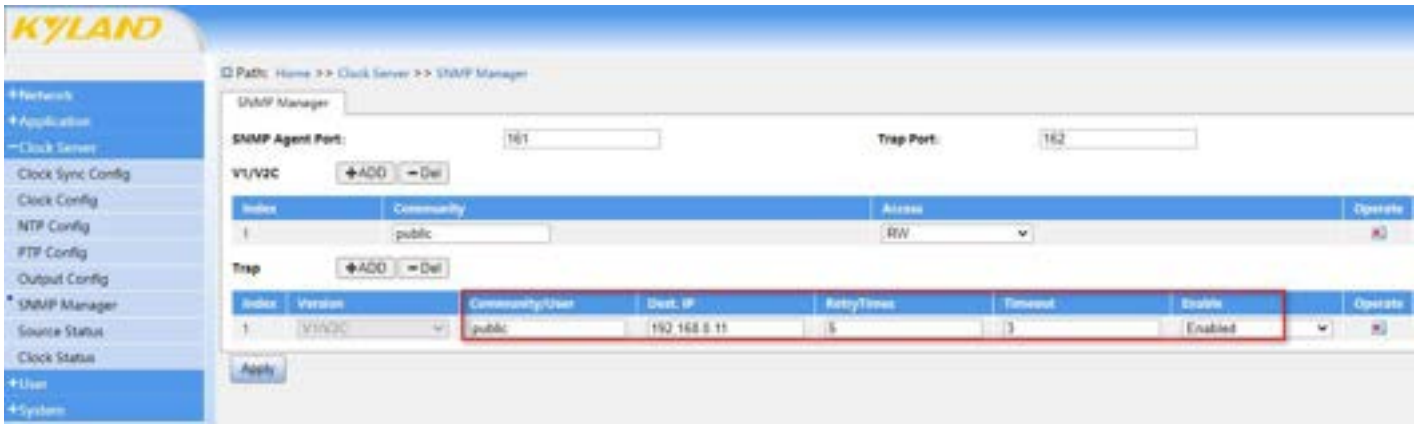 KYLAND
Path: Home >> Clock Server >> SNMP Manager
+Network
+Application
−Clock Server
Clock Sync Config
Clock Config
NTP Config
PTP Config
Output Config
SNMP Manager
Source Status
Clock Status
+User
+System
SNMP Manager
SNMP Agent Port: 161 Trap Port: 162
V1/V2C +ADD −Del
Index Community Access Operate
1 public RW
Trap +ADD −Del
Index Version Community/User Dest. IP RetryTimes Timeout Enable Operate
1 V1/V2C public 192.168.0.11 5 3 Enabled
Apply